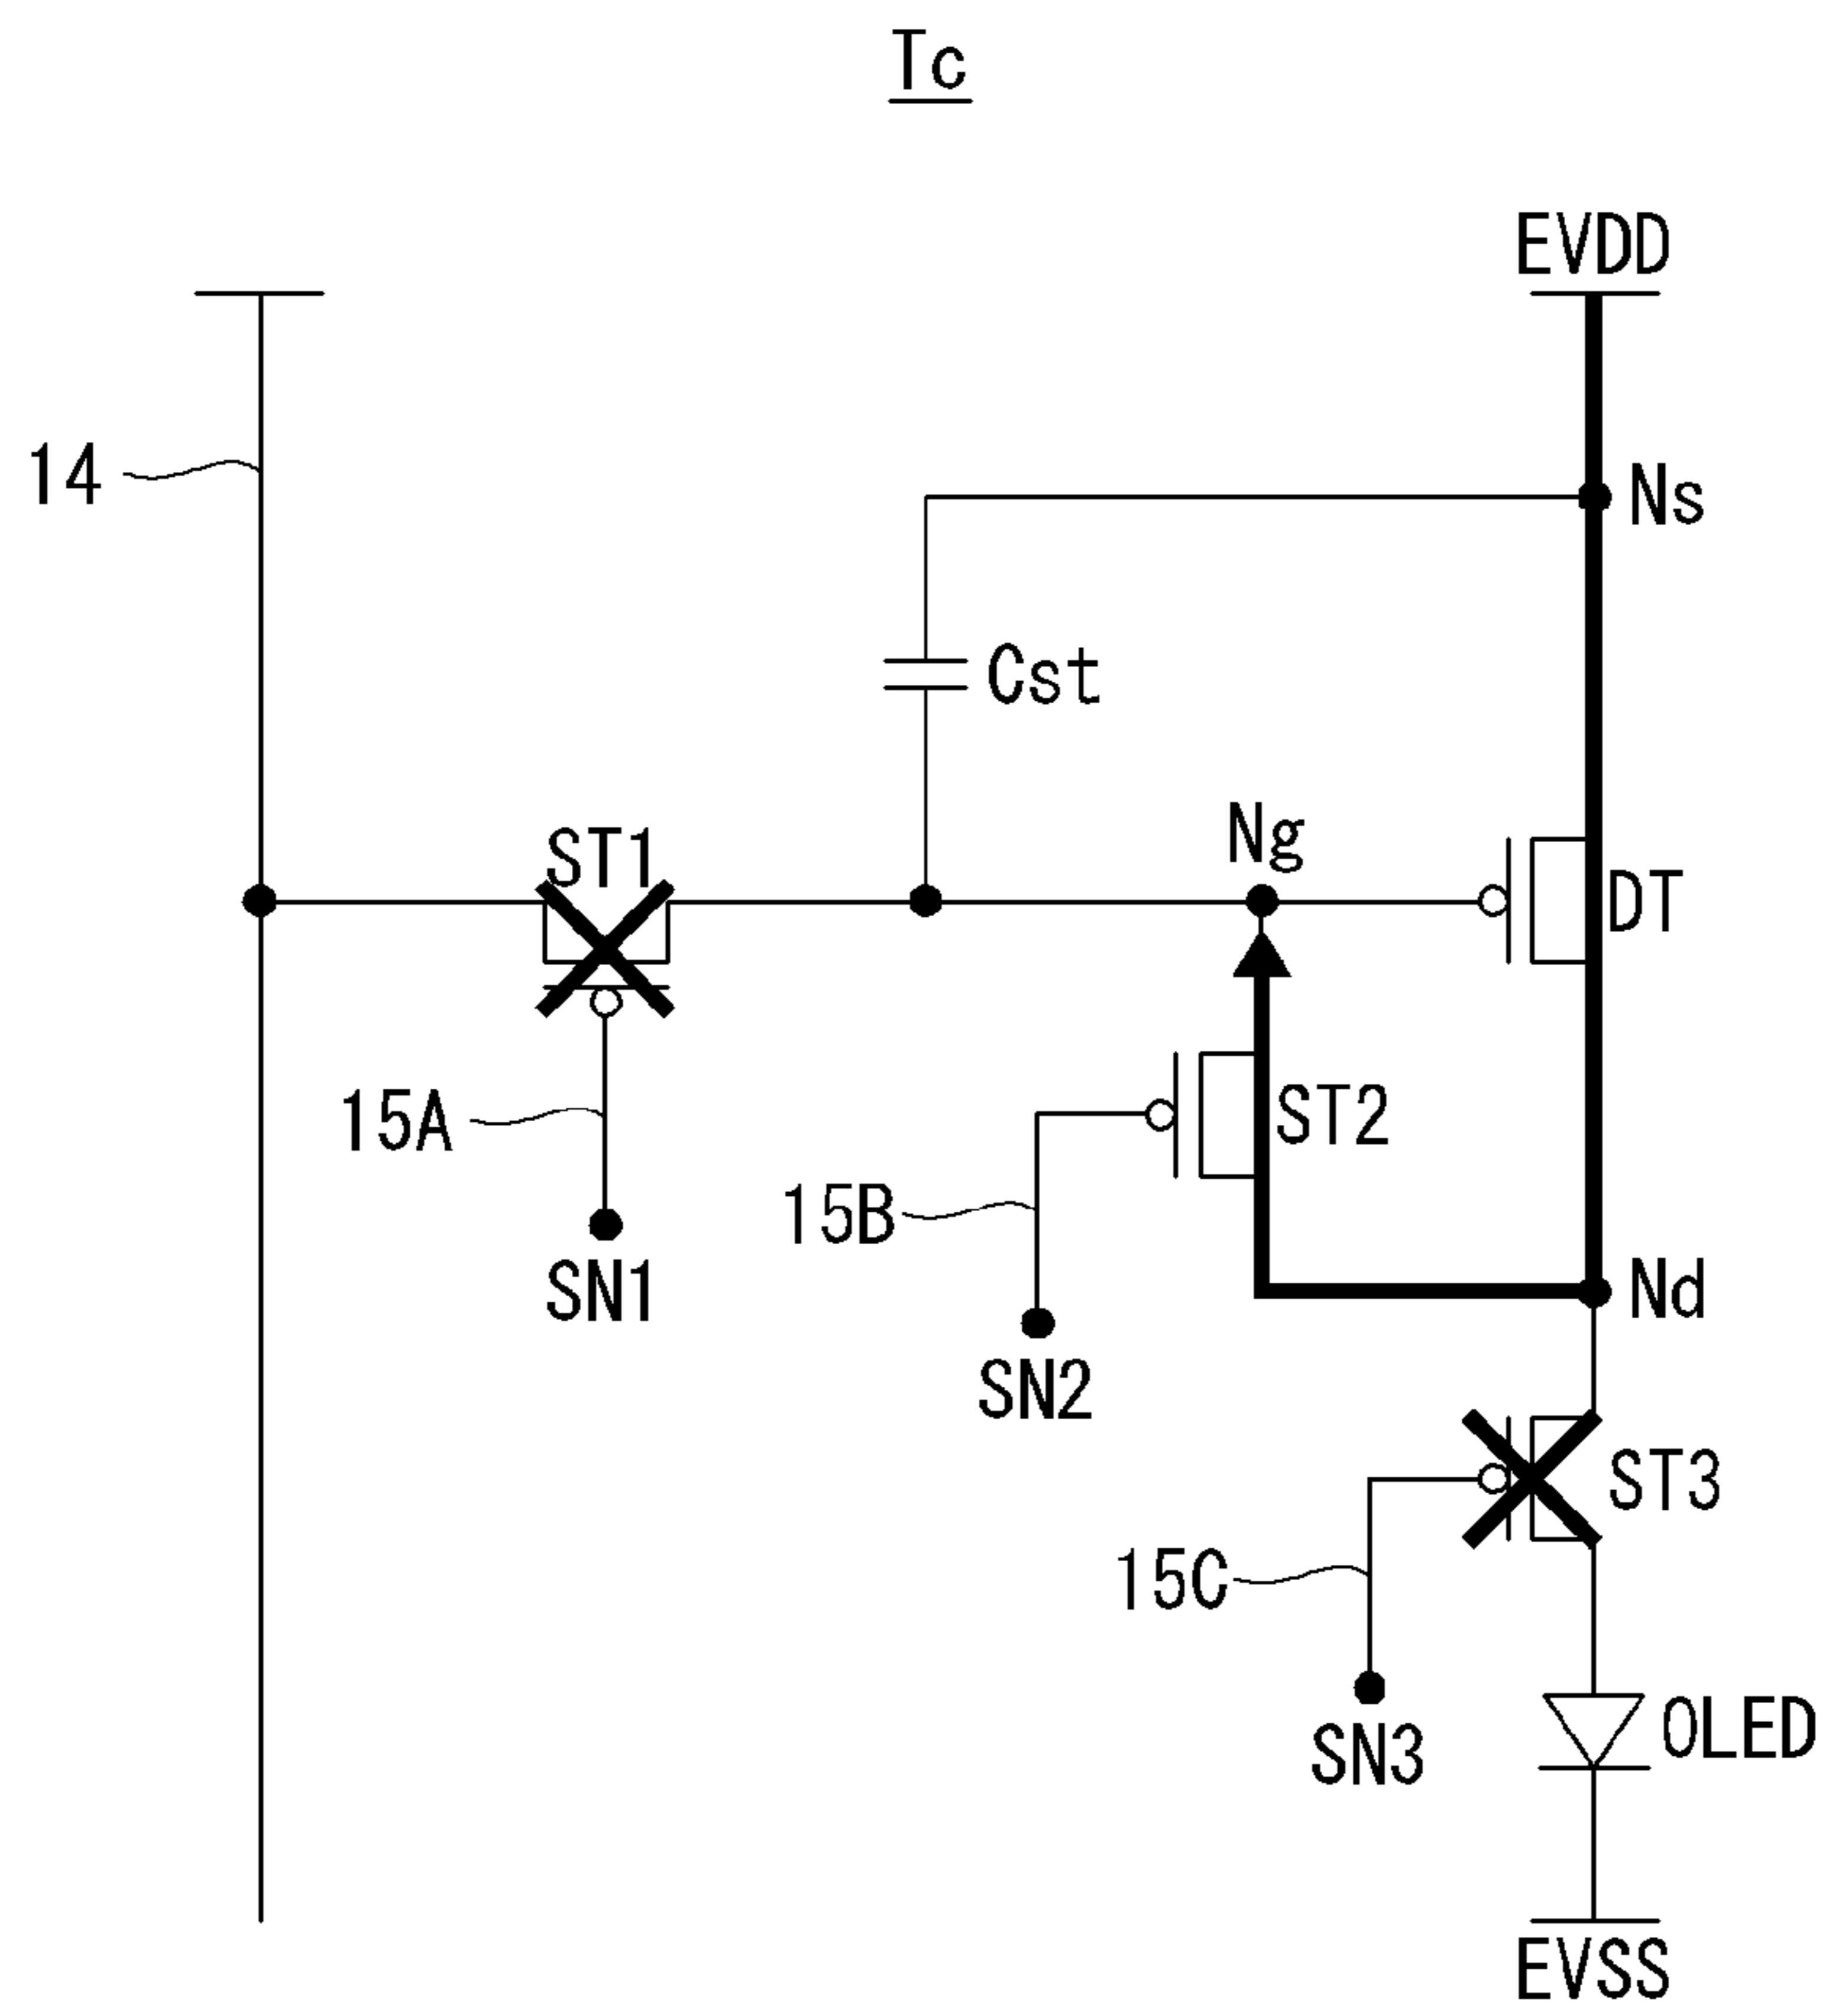 Tc
EVDD
14
Ns
Cst
Ng
ST1
DT
15A
ST2
15B
SN1
Nd
SN2
ST3
15C
OLED
SN3
EVSS